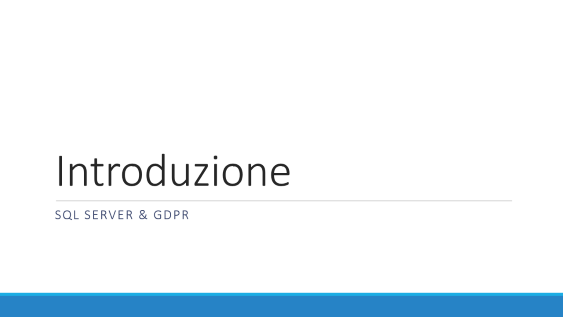 Introduzione
SQL SERVER & GDPR